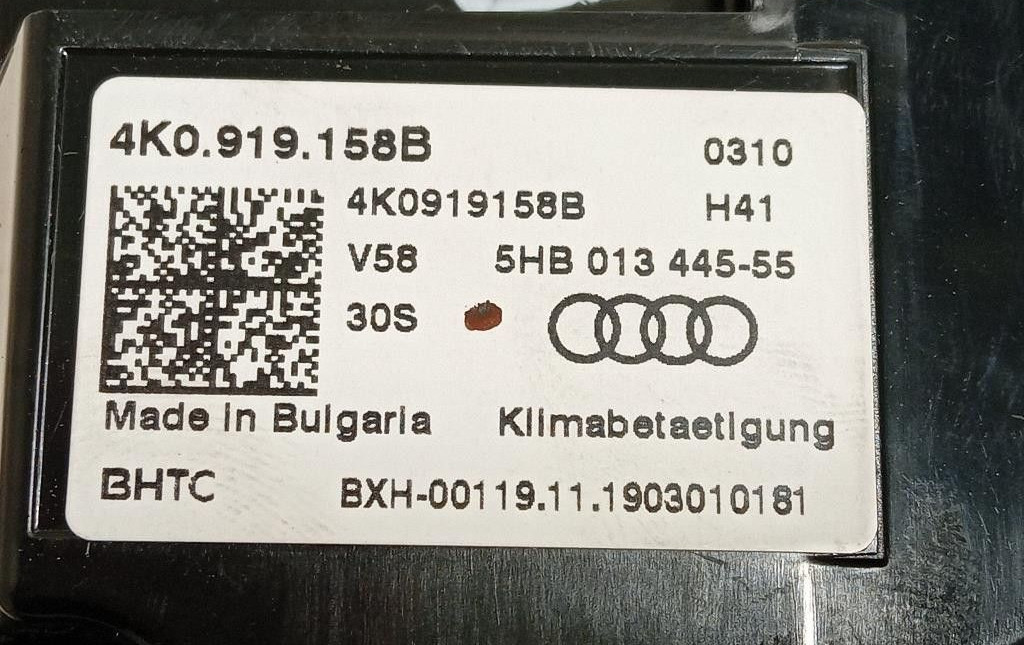 4K0.919.158B 0310
4K0919158B H41
V58 5HB 013 445-55
30S
Made in Bulgaria Klimabetaetigung
BHTC BXH-00119.11.1903010181